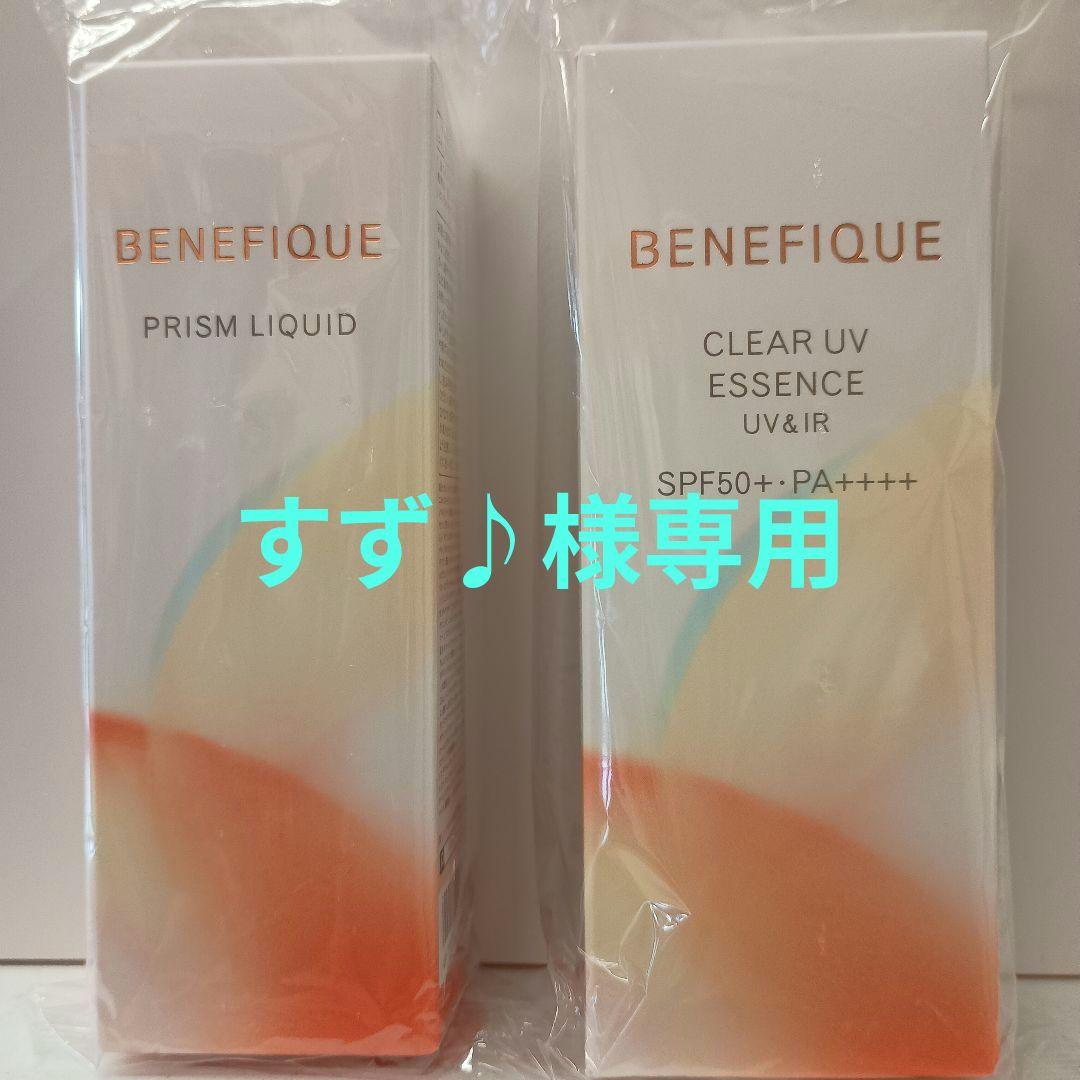 BENEFIQUE
PRISM LIQUID
BENEFIQUE
CLEAR UV
ESSENCE
UV&IR
SPF50+・PA++++
すず♪様専用